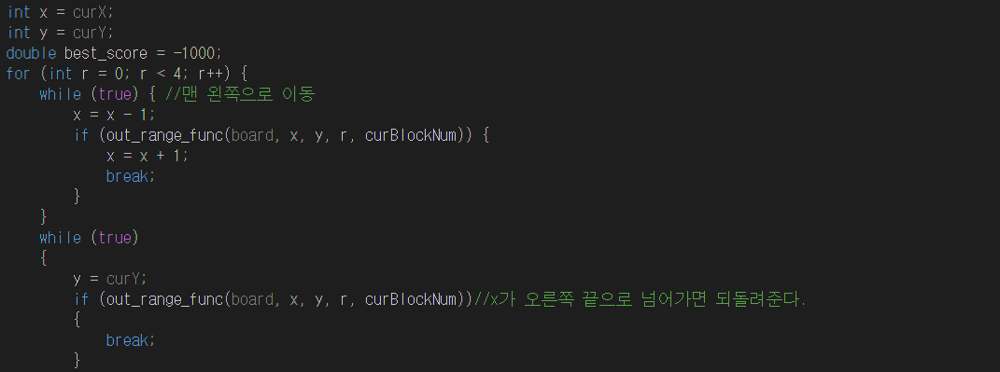 int x = curX;
int y = curY;
double best_score = -1000;
for (int r = 0; r < 4; r++) {
    while (true) { //맨 왼쪽으로 이동
        x = x - 1;
        if (out_range_func(board, x, y, r, curBlockNum)) {
            x = x + 1;
            break;
        }
    }
    while (true)
    {
        y = curY;
        if (out_range_func(board, x, y, r, curBlockNum))//x가 오른쪽 끝으로 넘어가면 되돌려준다.
        {
            break;
        }